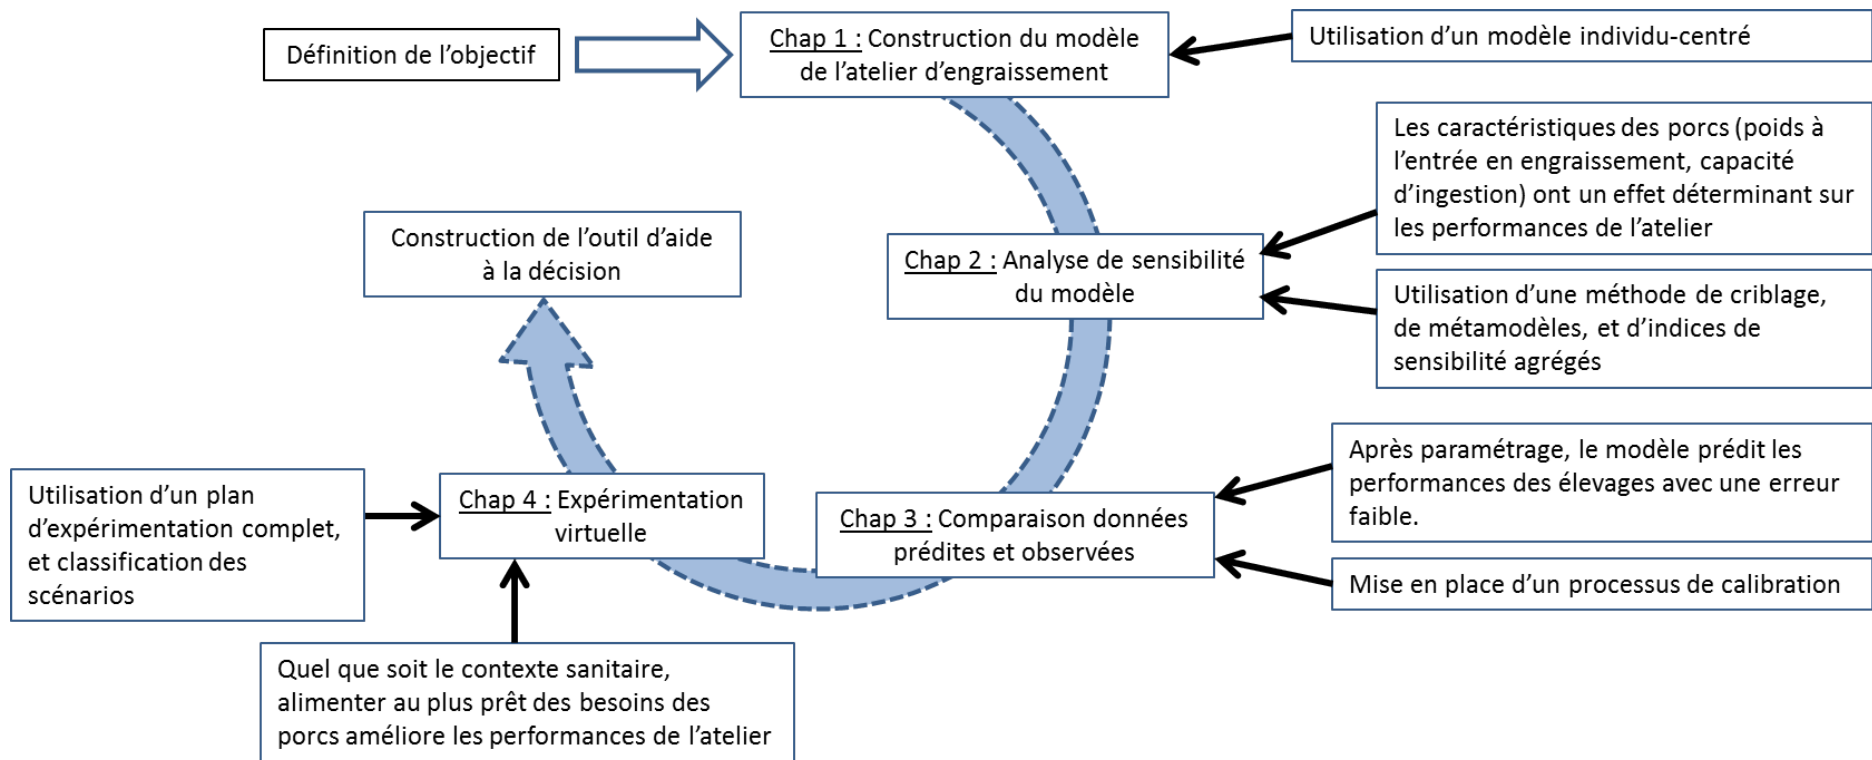 Définition de l’objectif
Chap 1 : Construction du modèle
de l’atelier d’engraissement
Utilisation d’un modèle individu-centré
Les caractéristiques des porcs (poids à
l’entrée en engraissement, capacité
d’ingestion) ont un effet déterminant sur
les performances de l’atelier
Construction de l’outil d’aide
à la décision
Chap 2 : Analyse de sensibilité
du modèle
Utilisation d’une méthode de criblage,
de métamodèles, et d’indices de
sensibilité agrégés
Après paramétrage, le modèle prédit les
performances des élevages avec une erreur
faible.
Utilisation d’un plan
d’expérimentation complet,
et classification des
scénarios
Chap 4 : Expérimentation
virtuelle
Chap 3 : Comparaison données
prédites et observées
Mise en place d’un processus de calibration
Quel que soit le contexte sanitaire,
alimenter au plus prêt des besoins des
porcs améliore les performances de l’atelier